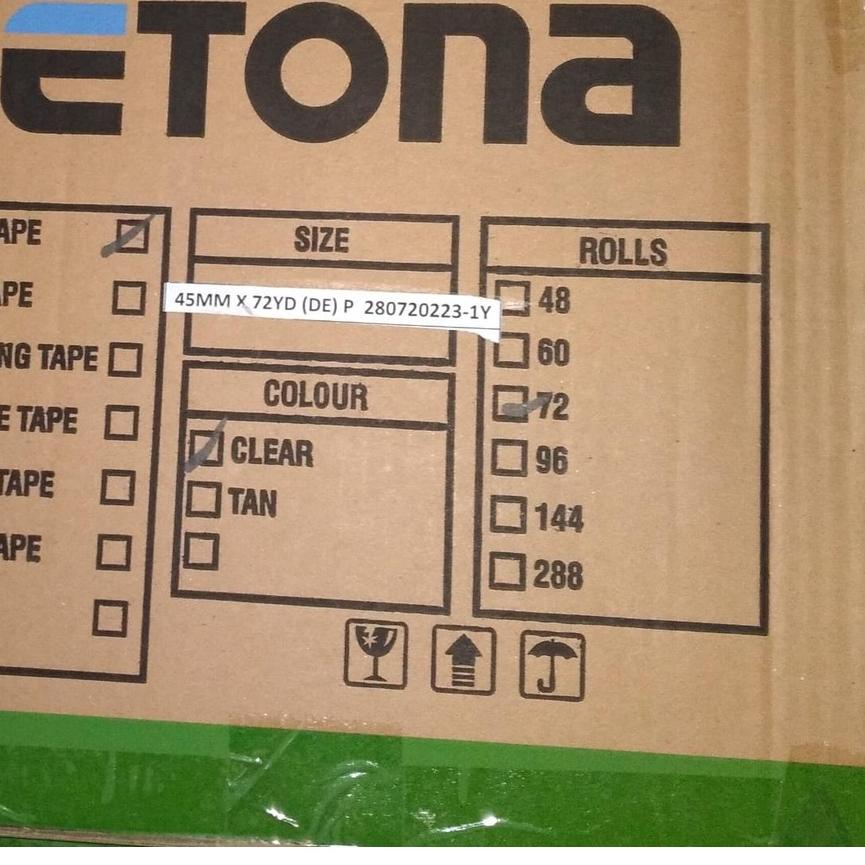 ETONA
APE
APE
NG TAPE
E TAPE
TAPE
APE
SIZE
45MM X 72YD (DE) P 280720223-1Y
COLOUR
CLEAR
TAN
ROLLS
48
60
72
96
144
288